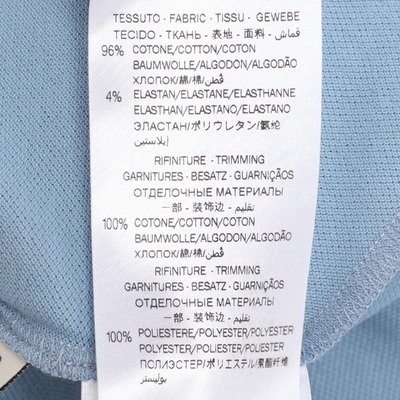 TESSUTO - FABRIC - TISSU - GEWEBE
TECIDO - ТКАНЬ - 表地 - 面料 - قماش
96% COTONE/COTTON/COTON
BAUMWOLLE/ALGODON/ALGODÃO
ХЛОПОК/綿/棉/قطن
4% ELASTAN/ELASTANE/ELASTHANNE
ELASTHAN/ELASTANO/ELASTANO
ЭЛАСТАН/ポリウレタン/氨纶
إيلاستين
RIFINITURE - TRIMMING
GARNITURES - BESATZ - GUARNIÇÕES
ОТДЕЛОЧНЫЕ МАТЕРИАЛЫ
一部 - 装饰对 - تقليم
100% COTONE/COTTON/COTON
BAUMWOLLE/ALGODON/ALGODÃO
ХЛОПОК/綿/棉/قطن
RIFINITURE - TRIMMING
GARNITURES - BESATZ - GUARNIÇÕES
ОТДЕЛОЧНЫЕ МАТЕРИАЛЫ
一部 - 装饰对 - تقليم
100% POLIESTERE/POLYESTER/POLYESTER
POLYESTER/POLYESTER/POLIÉSTER
ПОЛИЭСТЕР/ポリエステル/聚酯纤维
بوليستر